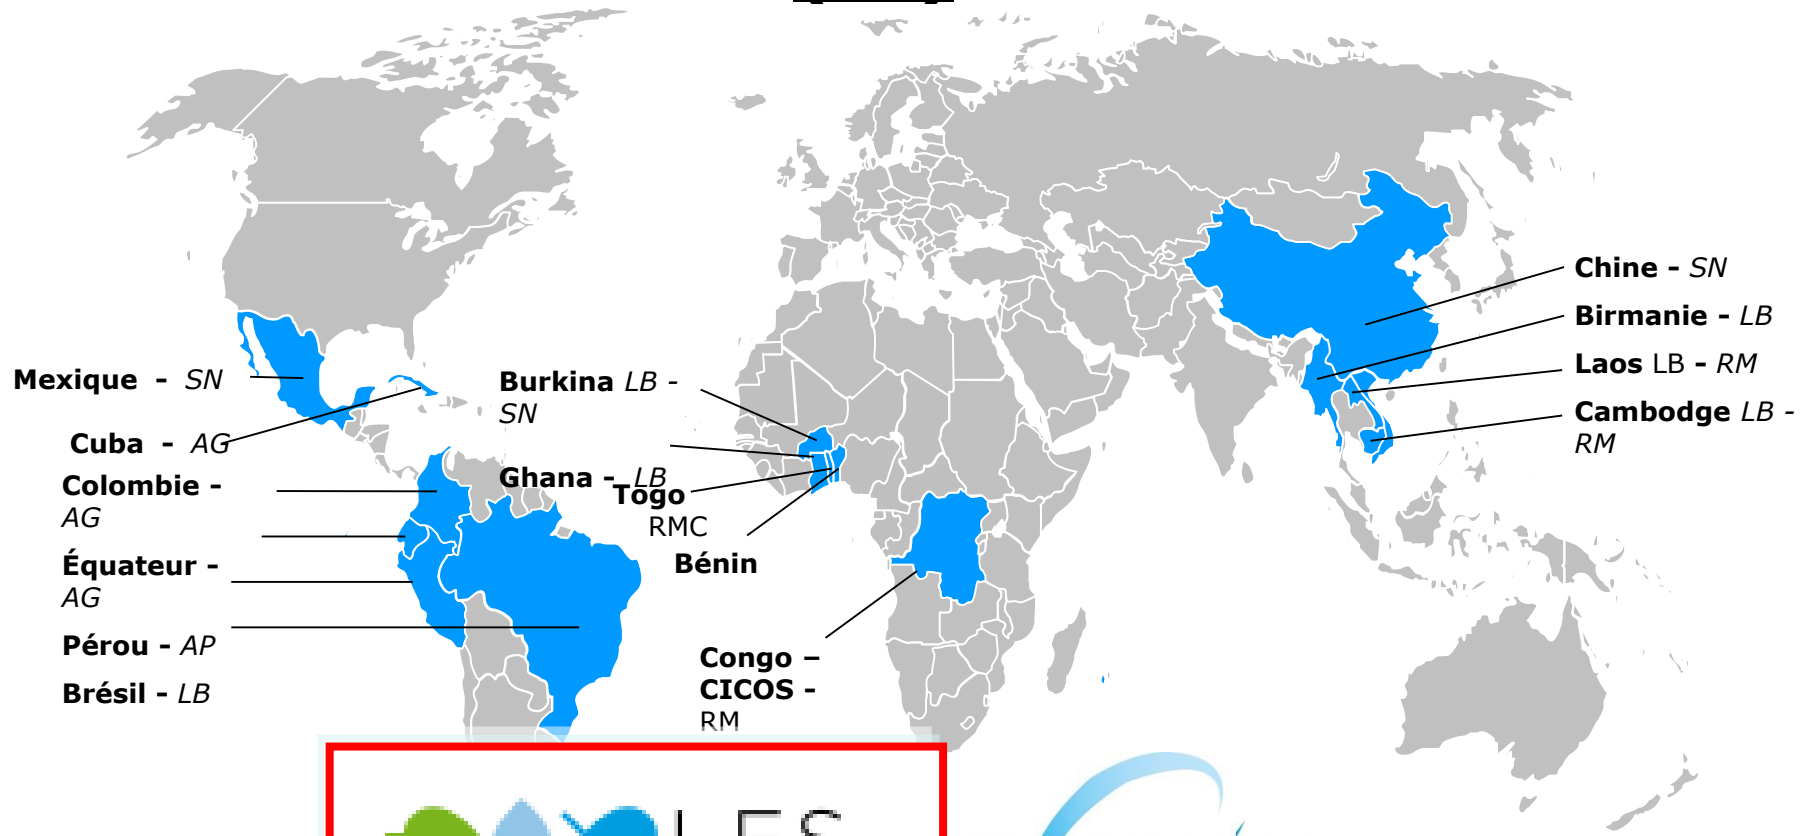 Chine - SN
Birmanie - LB
Laos LB - RM
Cambodge LB -
RM
Mexique - SN
Cuba - AG
Colombie -
AG
Équateur -
AG
Pérou - AP
Brésil - LB
Burkina LB -
SN
Ghana - LB
Togo
RMC
Bénin
Congo –
CICOS -
RM
LES